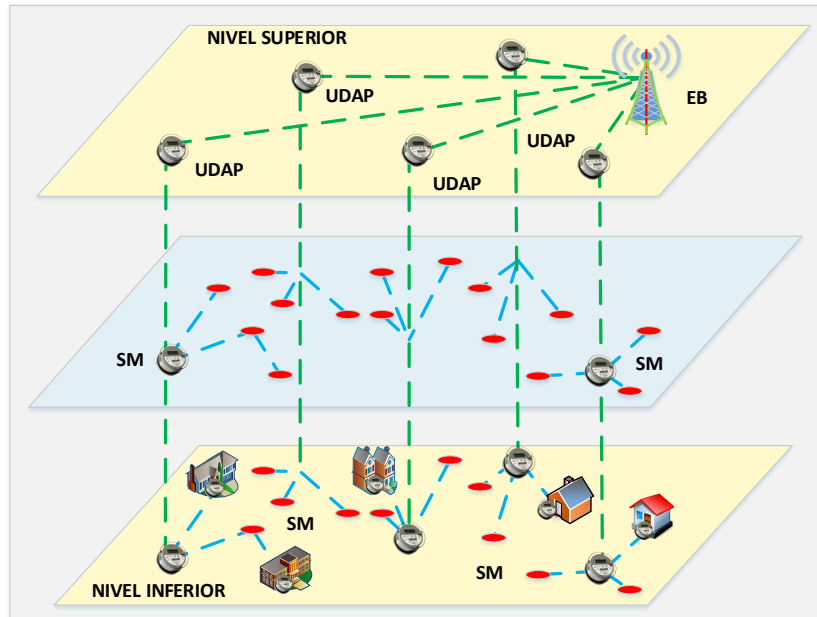 NIVEL SUPERIOR
UDAP
EB
UDAP
UDAP
UDAP
SM
SM
SM
SM
NIVEL INFERIOR